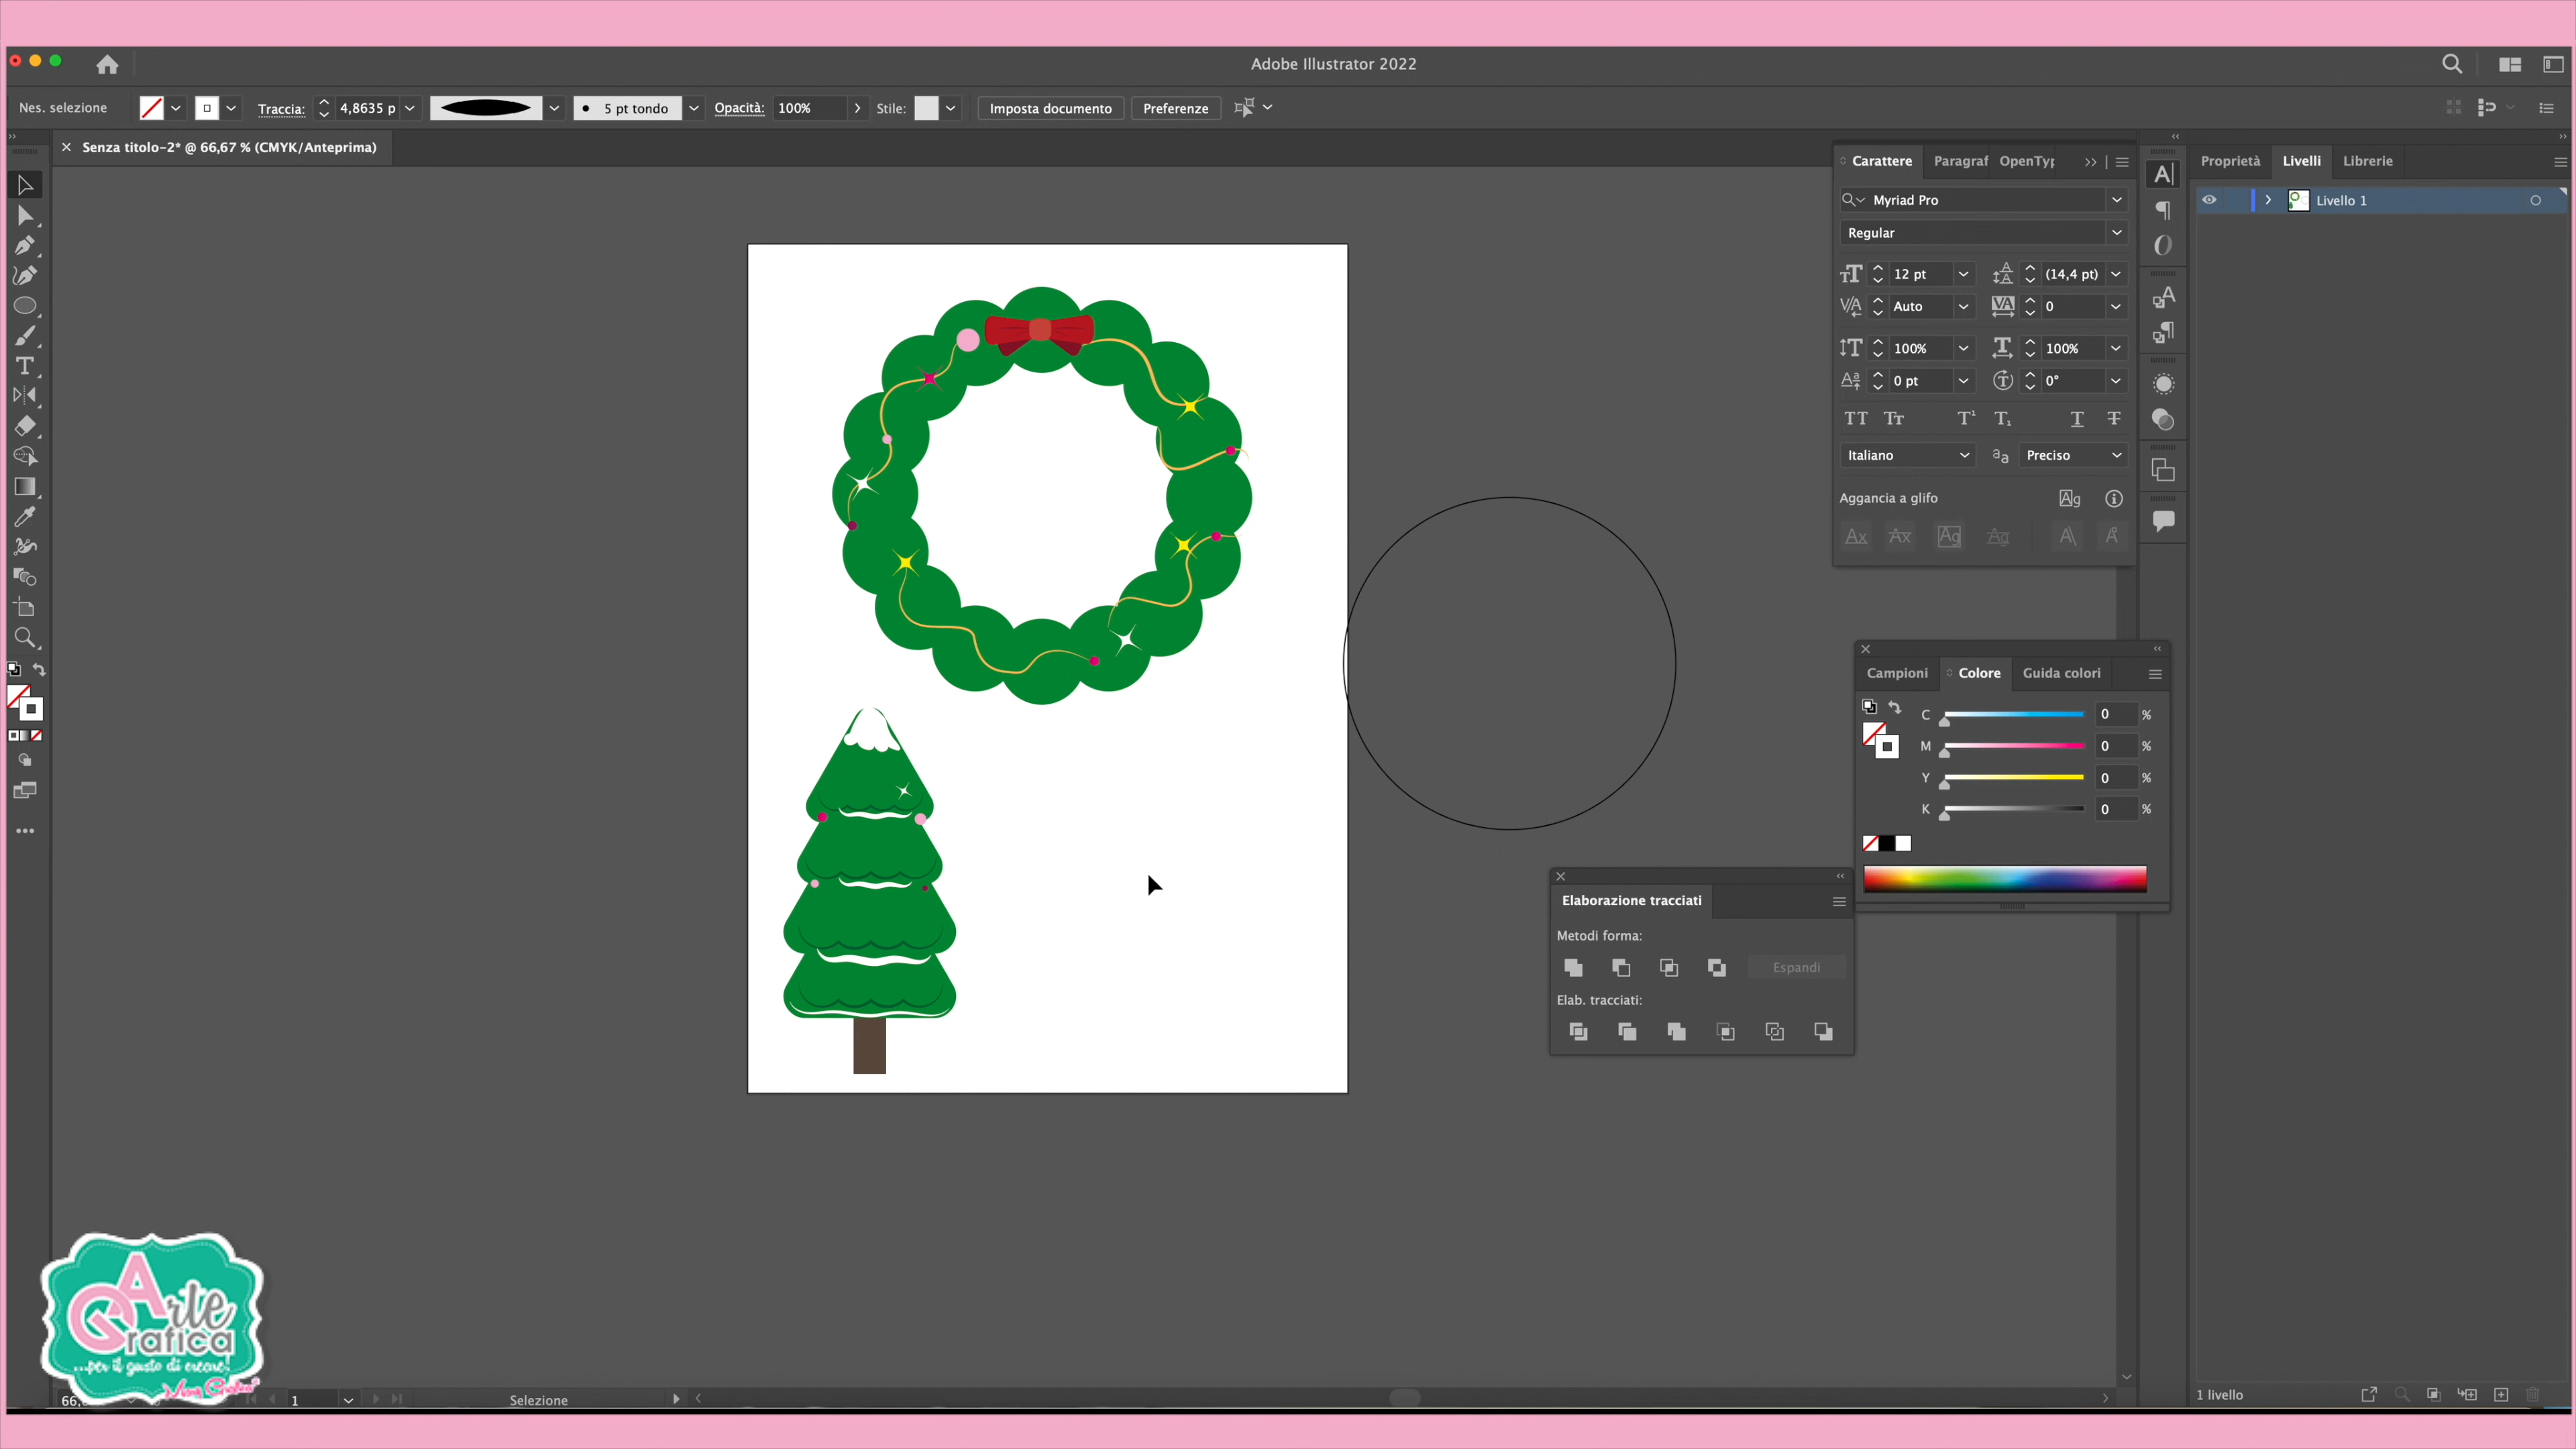 Adobe Illustrator 2022
Nes. selezione
Traccia:
4,8635 p
5 pt tondo
Opacità:
100%
Stile:
Imposta documento
Preferenze
Senza titolo-2* @ 66,67 % (CMYK/Anteprima)
Carattere
Paragraf
OpenTyp
Proprietà
Livelli
Librerie
Myriad Pro
Livello 1
Regular
12 pt
(14,4 pt)
Auto
0
100%
100%
0 pt
0°
Italiano
Preciso
Aggancia a glifo
Campioni
Colore
Guida colori
C 0 %
M 0 %
Y 0 %
K 0 %
Elaborazione tracciati
Metodi forma:
Espandi
Elab. tracciati:
Arte
Grafica
...per il gusto di creare!
1
Selezione
1 livello